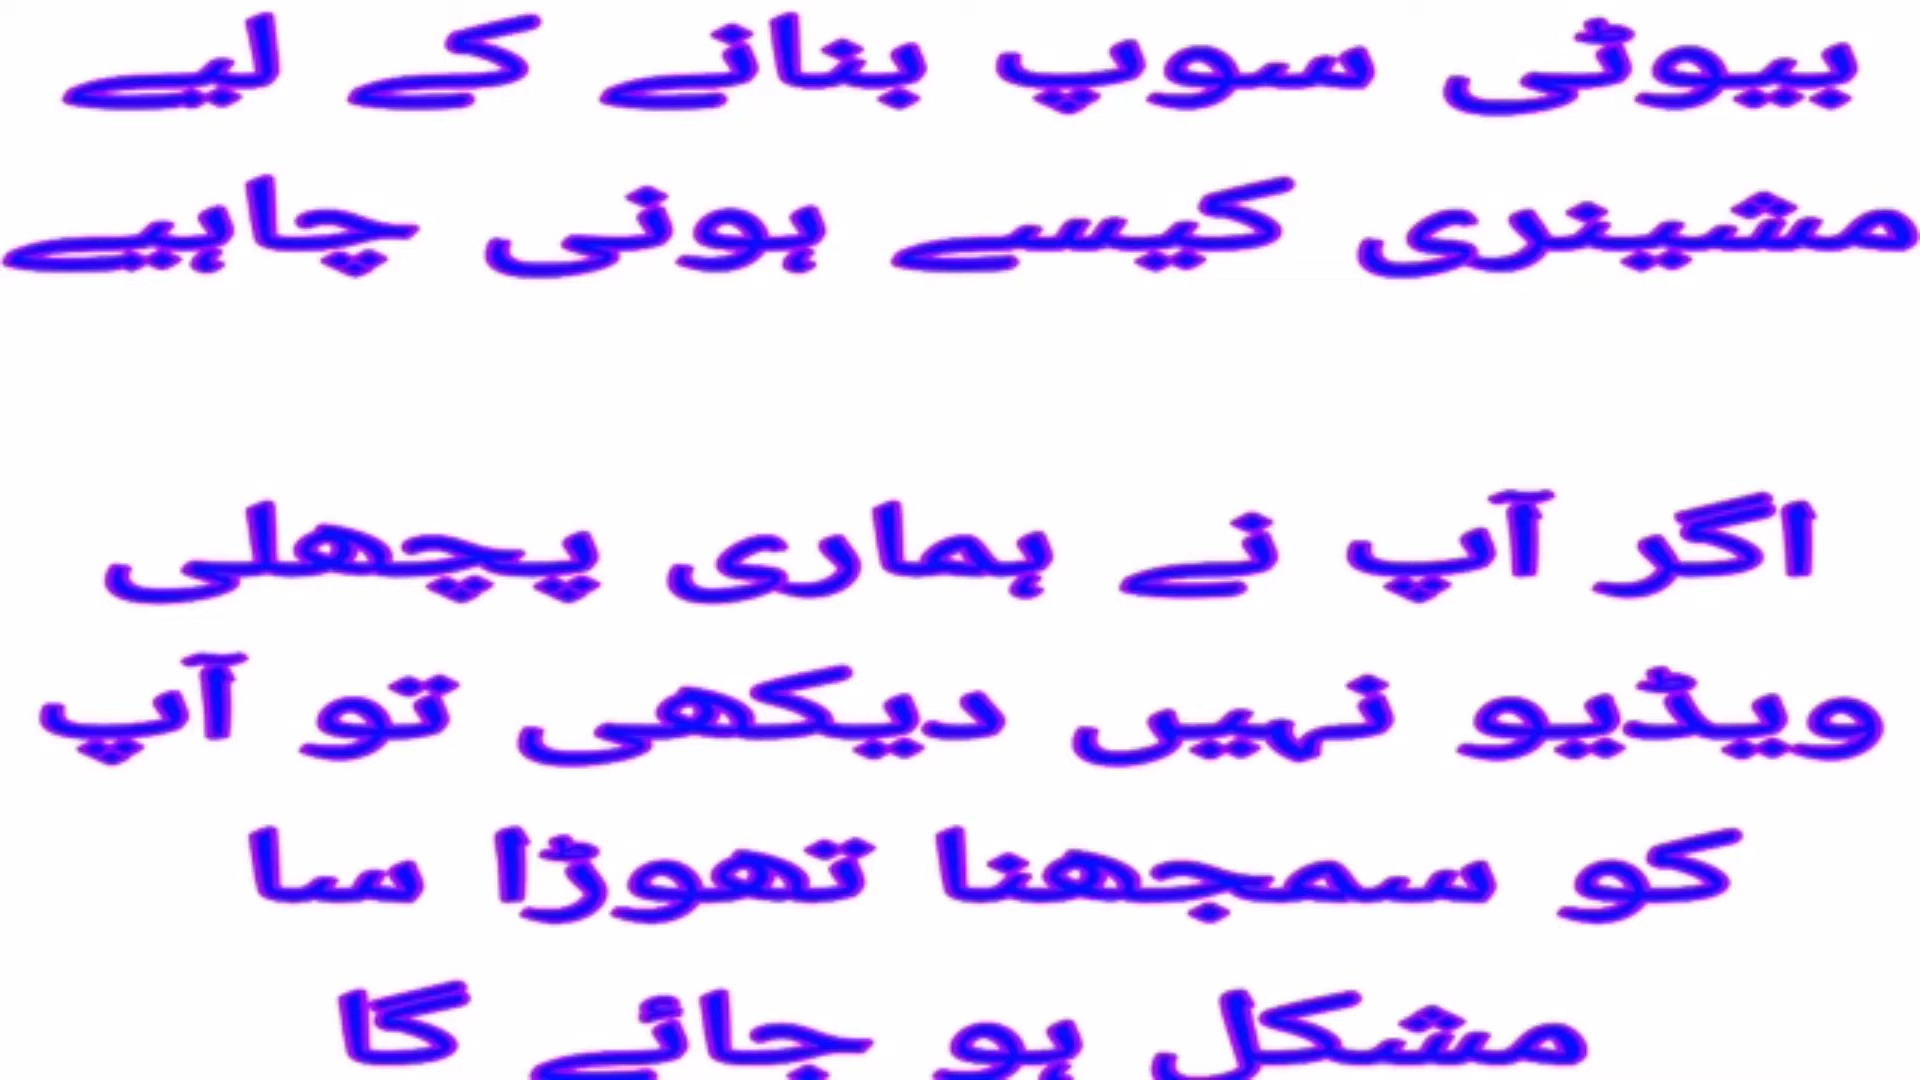 بیوٹی سوپ بنانے کے لیے
مشینری کیسے ہونی چاہیے
اگر آپ نے ہماری پچھلی
ویڈیو نہیں دیکھی تو آپ
کو سمجھنا تھوڑا سا
مشکل ہو جائے گا